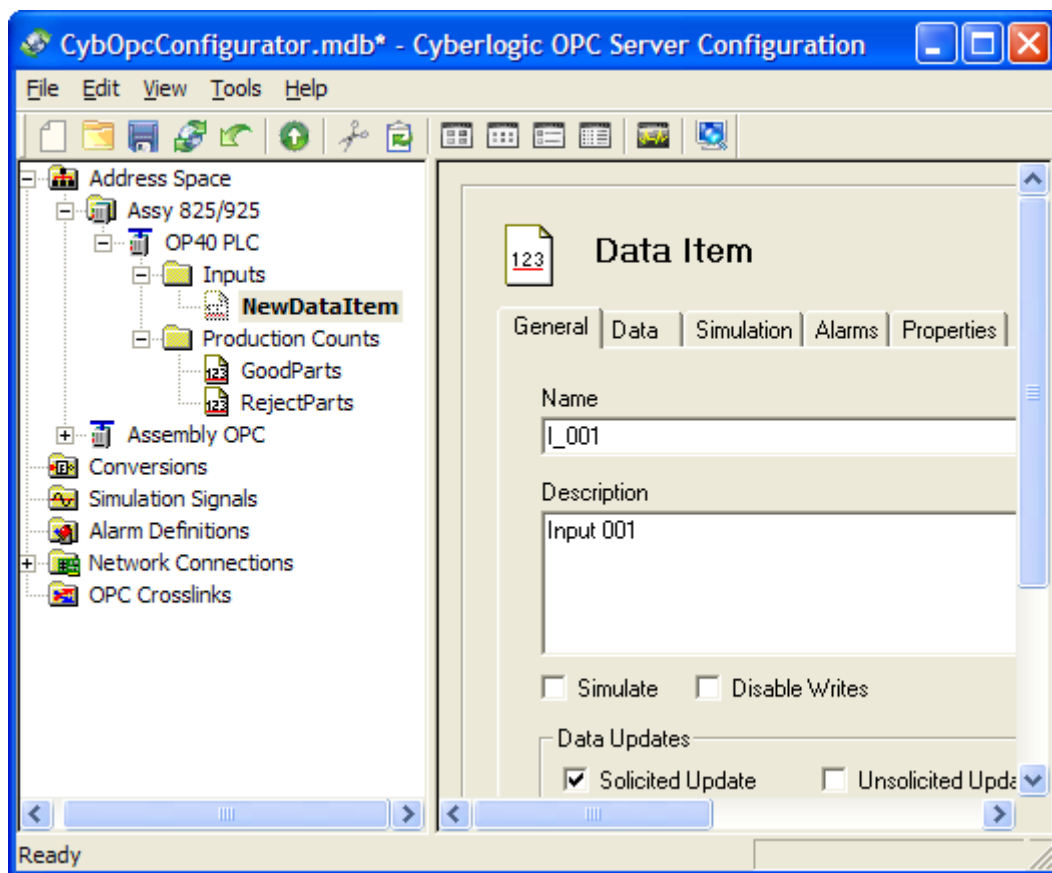 CybOpcConfigurator.mdb* - Cyberlogic OPC Server Configuration
File Edit View Tools Help
Address Space
Assy 825/925
OP40 PLC
Inputs
NewDataItem
Production Counts
123 GoodParts
123 RejectParts
Assembly OPC
Conversions
Simulation Signals
Alarm Definitions
Network Connections
OPC Crosslinks
123 Data Item
General Data Simulation Alarms Properties
Name
I_001
Description
Input 001
Simulate Disable Writes
Data Updates
Solicited Update Unsolicited Upda
Ready